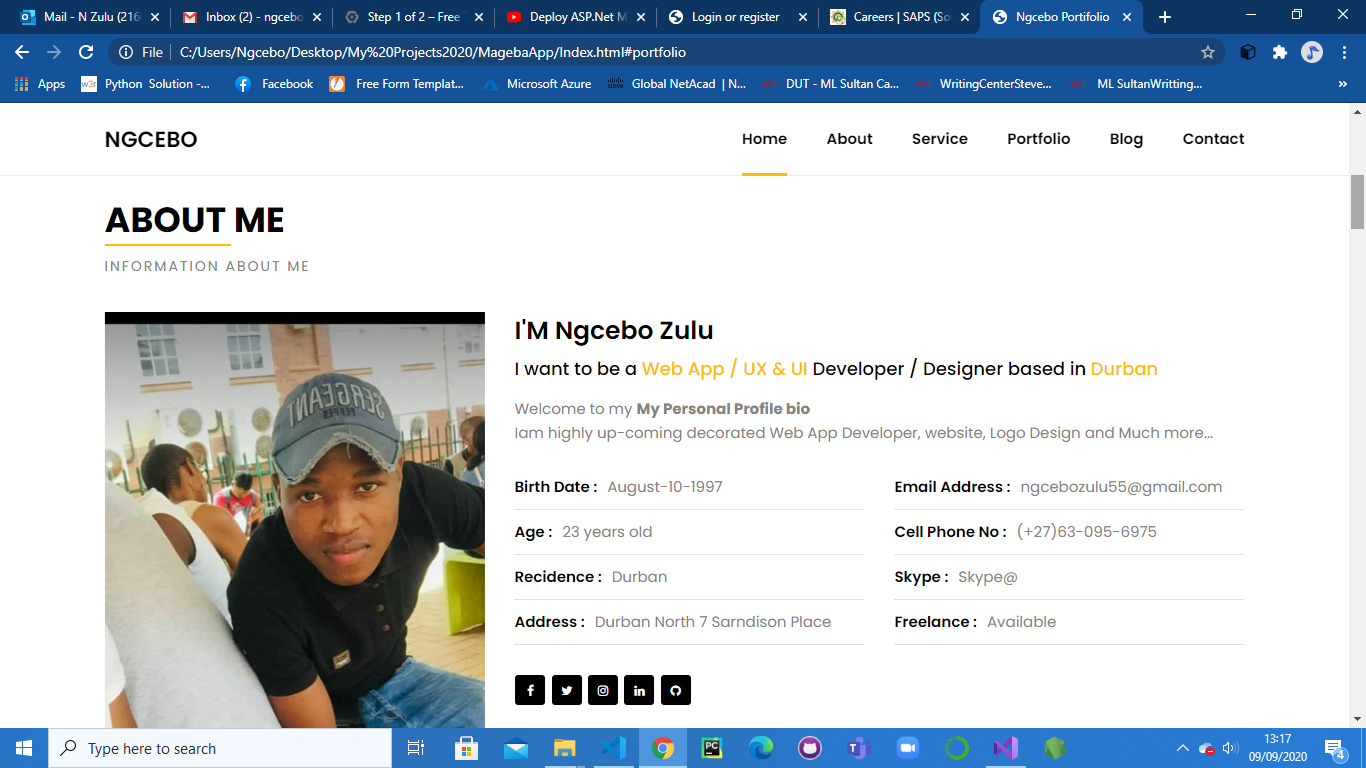 Mail - N Zulu (216
Inbox (2) - ngcebo
Step 1 of 2 – Free
Deploy ASP.Net M
Login or register
Careers | SAPS (So
Ngcebo Portifolio
File
C:/Users/Ngcebo/Desktop/My%20Projects2020/MagebaApp/Index.html#portfolio
Apps
w3r
Python Solution -...
Facebook
Free Form Templat...
Microsoft Azure
Global NetAcad | N...
DUT - ML Sultan Ca...
WritingCenterSteve...
ML SultanWritting...
»
NGCEBO
Home
About
Service
Portfolio
Blog
Contact
ABOUT ME
INFORMATION ABOUT ME
SERGEANT
PEPPER
I'M Ngcebo Zulu
I want to be a Web App / UX & UI Developer / Designer based in Durban
Welcome to my My Personal Profile bio
Iam highly up-coming decorated Web App Developer, website, Logo Design and Much more...
Birth Date : August-10-1997
Email Address : ngcebozulu55@gmail.com
Age : 23 years old
Cell Phone No : (+27)63-095-6975
Recidence : Durban
Skype : Skype@
Address : Durban North 7 Sarndison Place
Freelance : Available
Type here to search
13:17
09/09/2020
4